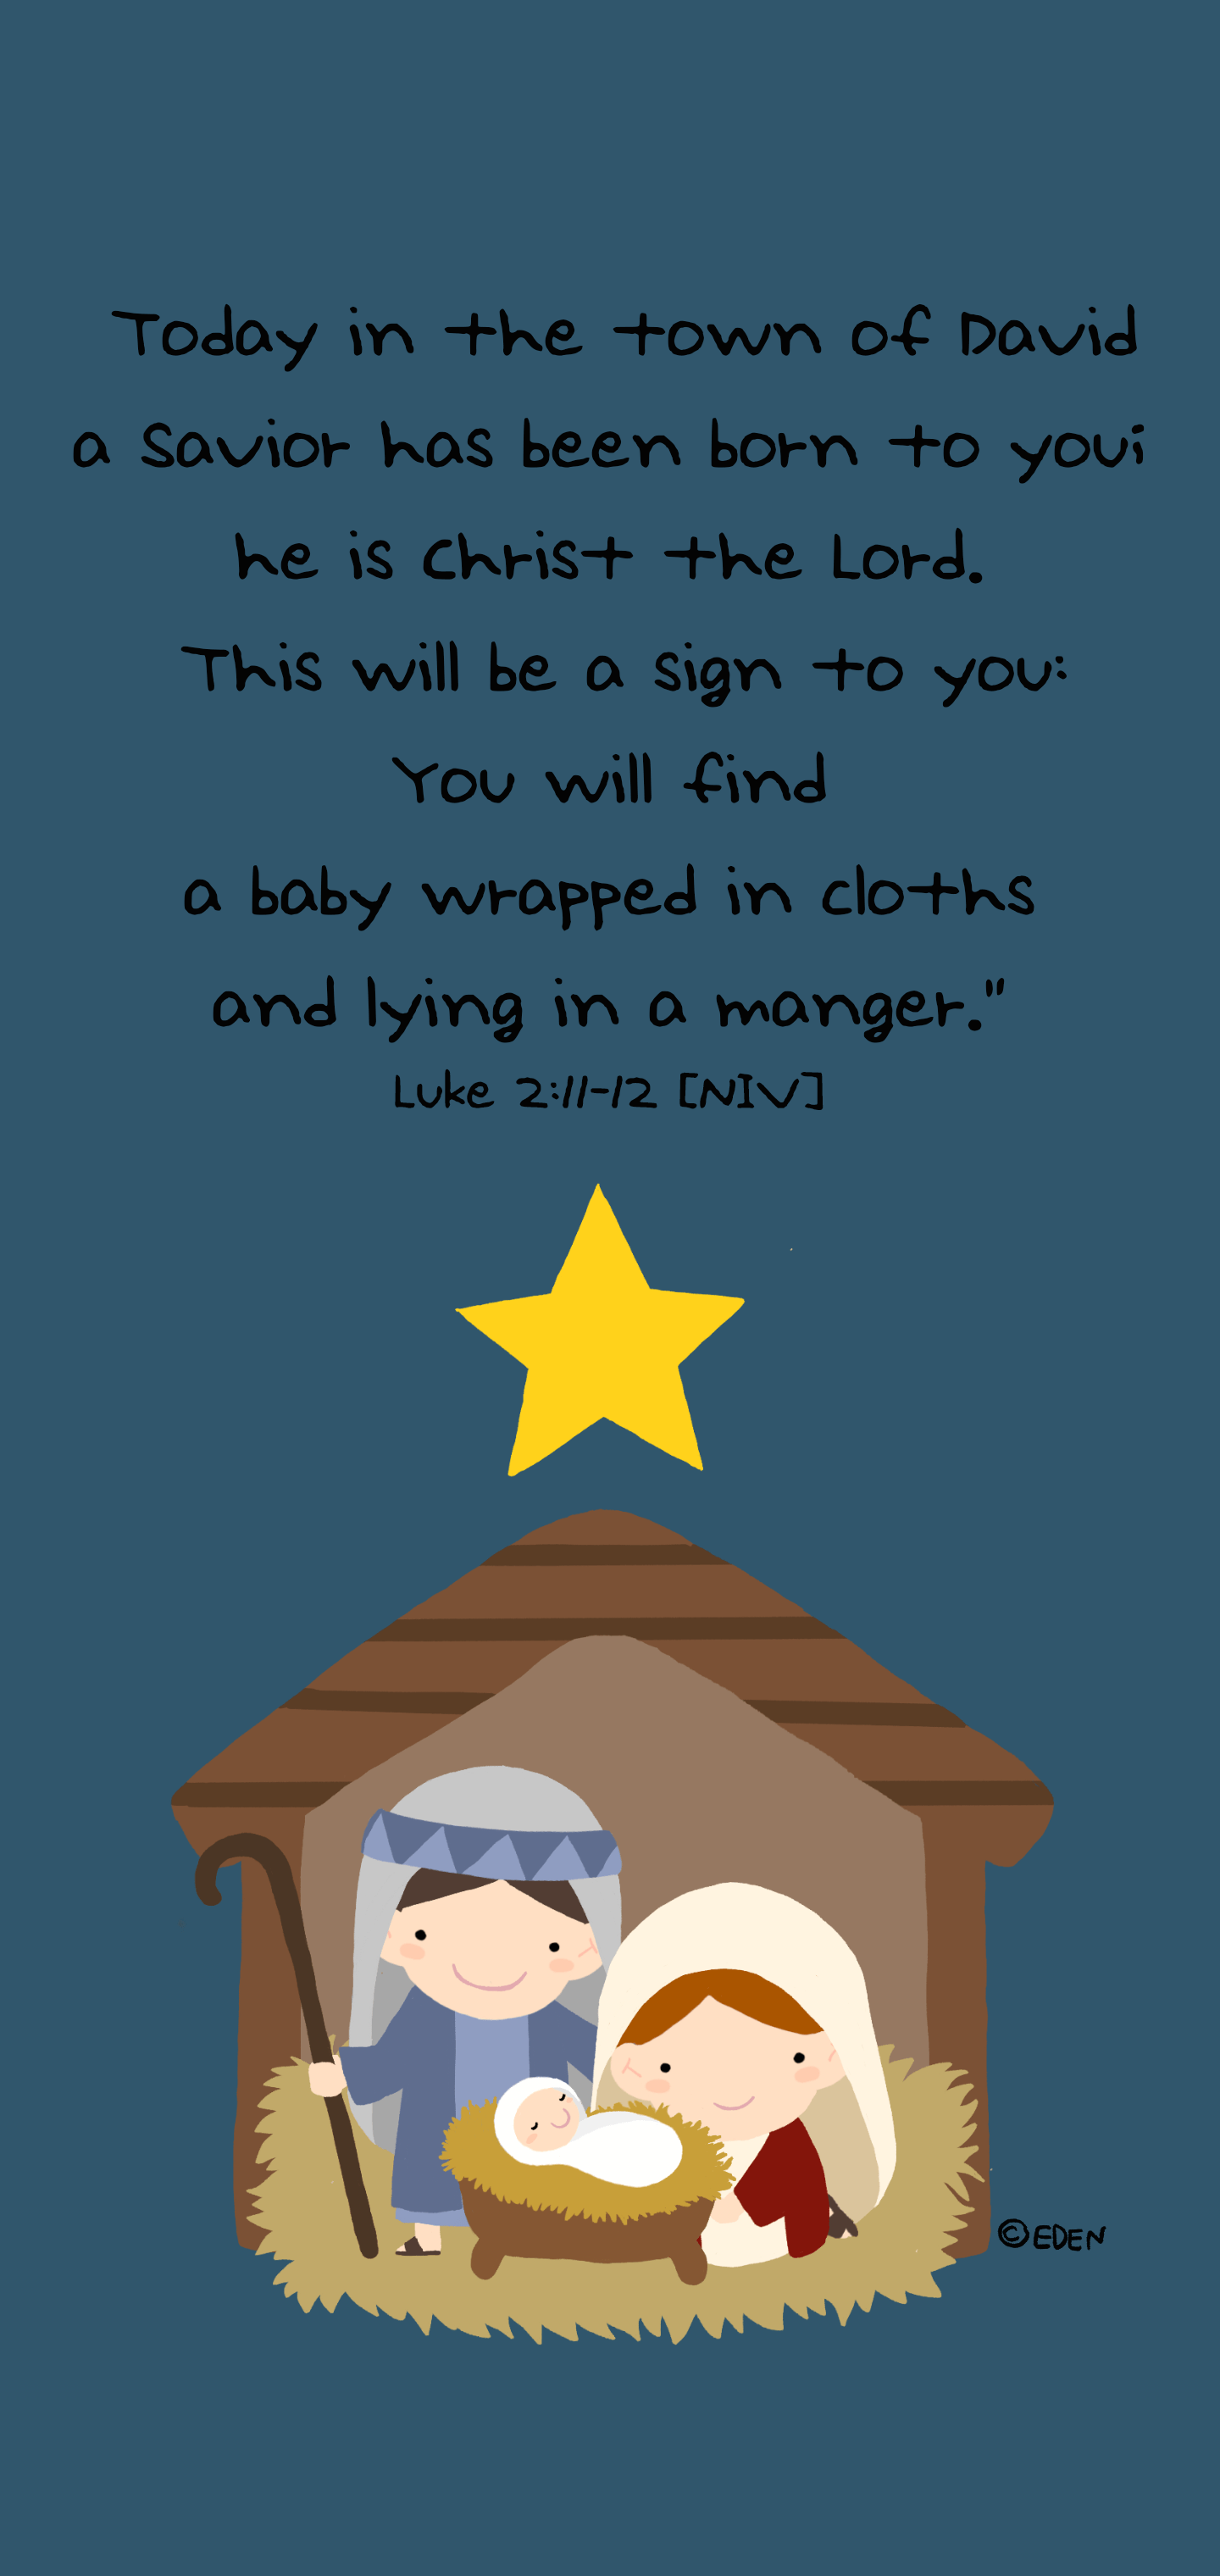 Today in the town of David
a Savior has been born to you;
he is Christ the Lord.
This will be a sign to you:
You will find
a baby wrapped in cloths
and lying in a manger."
Luke 2:11-12 [NIV]
©EDEN